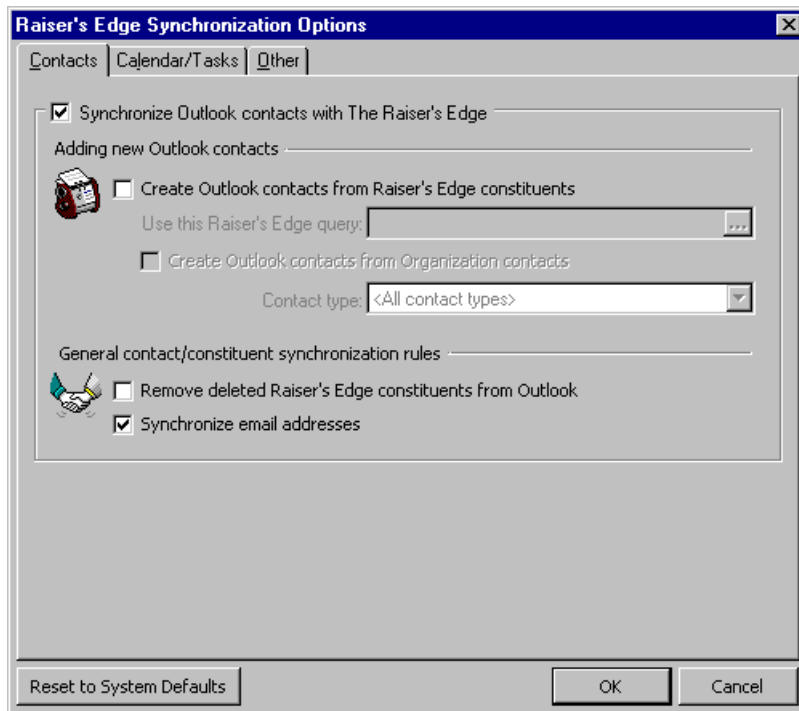 Raiser's Edge Synchronization Options
Contacts Calendar/Tasks Other
Synchronize Outlook contacts with The Raiser's Edge
Adding new Outlook contacts
Create Outlook contacts from Raiser's Edge constituents
Use this Raiser's Edge query: ...
Create Outlook contacts from Organization contacts
Contact type: <All contact types>
General contact/constituent synchronization rules
Remove deleted Raiser's Edge constituents from Outlook
Synchronize email addresses
Reset to System Defaults OK Cancel